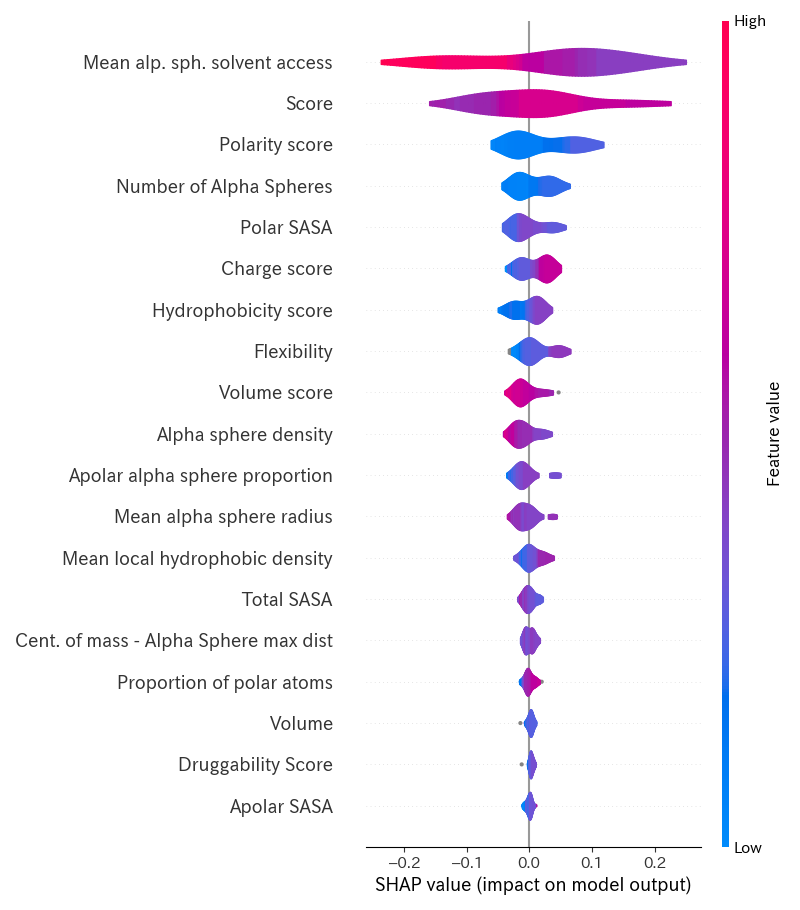 High
Mean alp. sph. solvent access
Score
Polarity score
Number of Alpha Spheres
Polar SASA
Charge score
Hydrophobicity score
Flexibility
Volume score
Alpha sphere density
Apolar alpha sphere proportion
Mean alpha sphere radius
Mean local hydrophobic density
Total SASA
Cent. of mass - Alpha Sphere max dist
Proportion of polar atoms
Volume
Druggability Score
Apolar SASA
Feature value
Low
−0.2 −0.1 0.0 0.1 0.2
SHAP value (impact on model output)